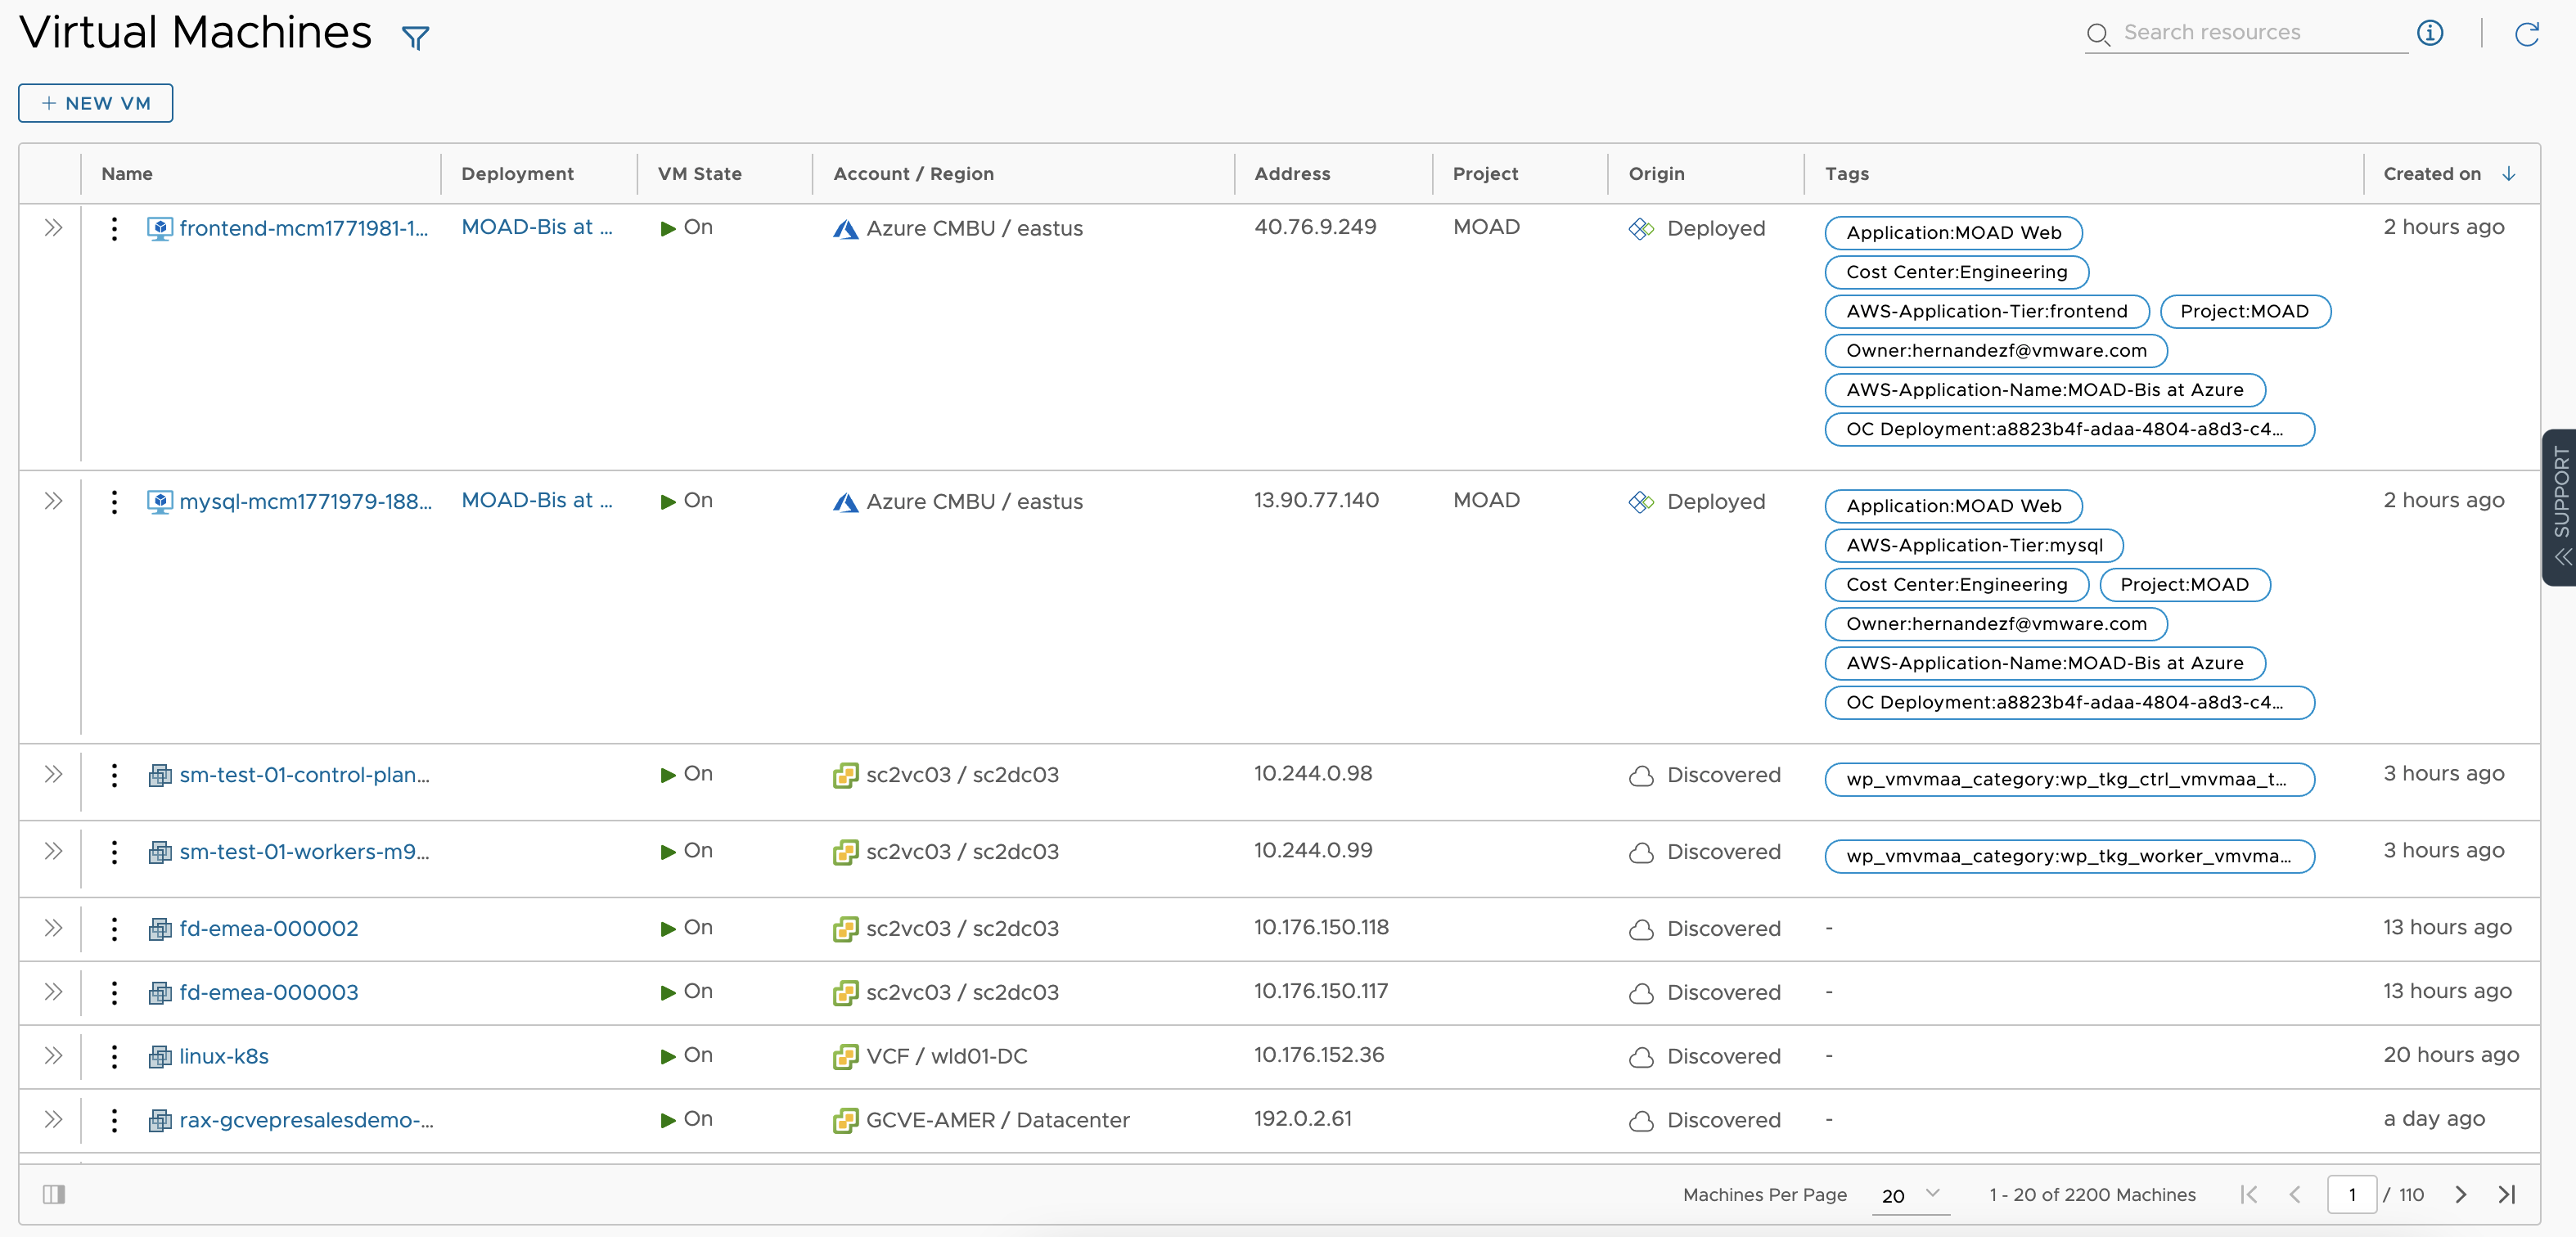 Virtual Machines
Search resources
+ NEW VM
Name Deployment VM State Account / Region Address Project Origin Tags Created on
frontend-mcm1771981-1... MOAD-Bis at ... On Azure CMBU / eastus 40.76.9.249 MOAD Deployed 2 hours ago
Application:MOAD Web
Cost Center:Engineering
AWS-Application-Tier:frontend Project:MOAD
Owner:hernandezf@vmware.com
AWS-Application-Name:MOAD-Bis at Azure
OC Deployment:a8823b4f-adaa-4804-a8d3-c4...
mysql-mcm1771979-188... MOAD-Bis at ... On Azure CMBU / eastus 13.90.77.140 MOAD Deployed 2 hours ago
Application:MOAD Web
AWS-Application-Tier:mysql
Cost Center:Engineering Project:MOAD
Owner:hernandezf@vmware.com
AWS-Application-Name:MOAD-Bis at Azure
OC Deployment:a8823b4f-adaa-4804-a8d3-c4...
sm-test-01-control-plan... On sc2vc03 / sc2dc03 10.244.0.98 Discovered wp_vmvmaa_category:wp_tkg_ctrl_vmvmaa_t... 3 hours ago
sm-test-01-workers-m9... On sc2vc03 / sc2dc03 10.244.0.99 Discovered wp_vmvmaa_category:wp_tkg_worker_vmvma... 3 hours ago
fd-emea-000002 On sc2vc03 / sc2dc03 10.176.150.118 Discovered - 13 hours ago
fd-emea-000003 On sc2vc03 / sc2dc03 10.176.150.117 Discovered - 13 hours ago
linux-k8s On VCF / wld01-DC 10.176.152.36 Discovered - 20 hours ago
rax-gcvepresalesdemo-... On GCVE-AMER / Datacenter 192.0.2.61 Discovered - a day ago
Machines Per Page 20 1 - 20 of 2200 Machines 1 / 110
SUPPORT